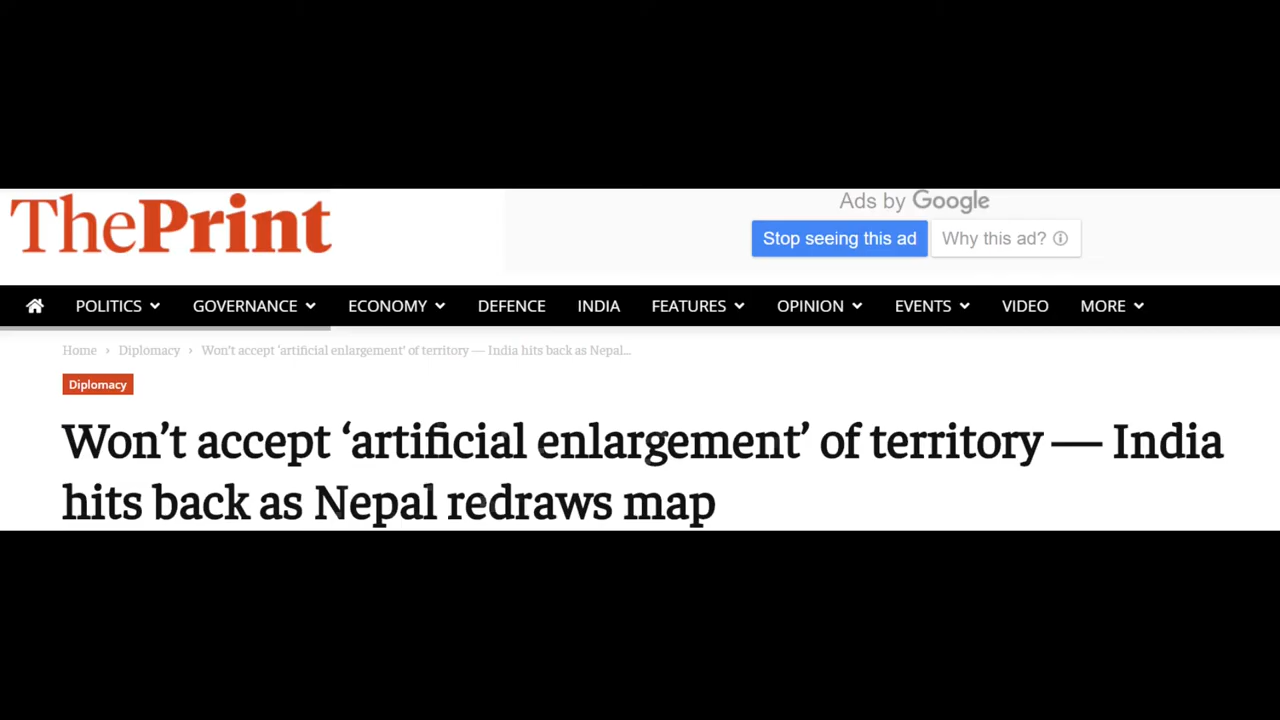 ThePrint
Ads by Google
Stop seeing this ad
Why this ad?
POLITICS
GOVERNANCE
ECONOMY
DEFENCE
INDIA
FEATURES
OPINION
EVENTS
VIDEO
MORE
Home › Diplomacy › Won't accept ‘artificial enlargement’ of territory — India hits back as Nepal...
Diplomacy
Won’t accept ‘artificial enlargement’ of territory — India
hits back as Nepal redraws map